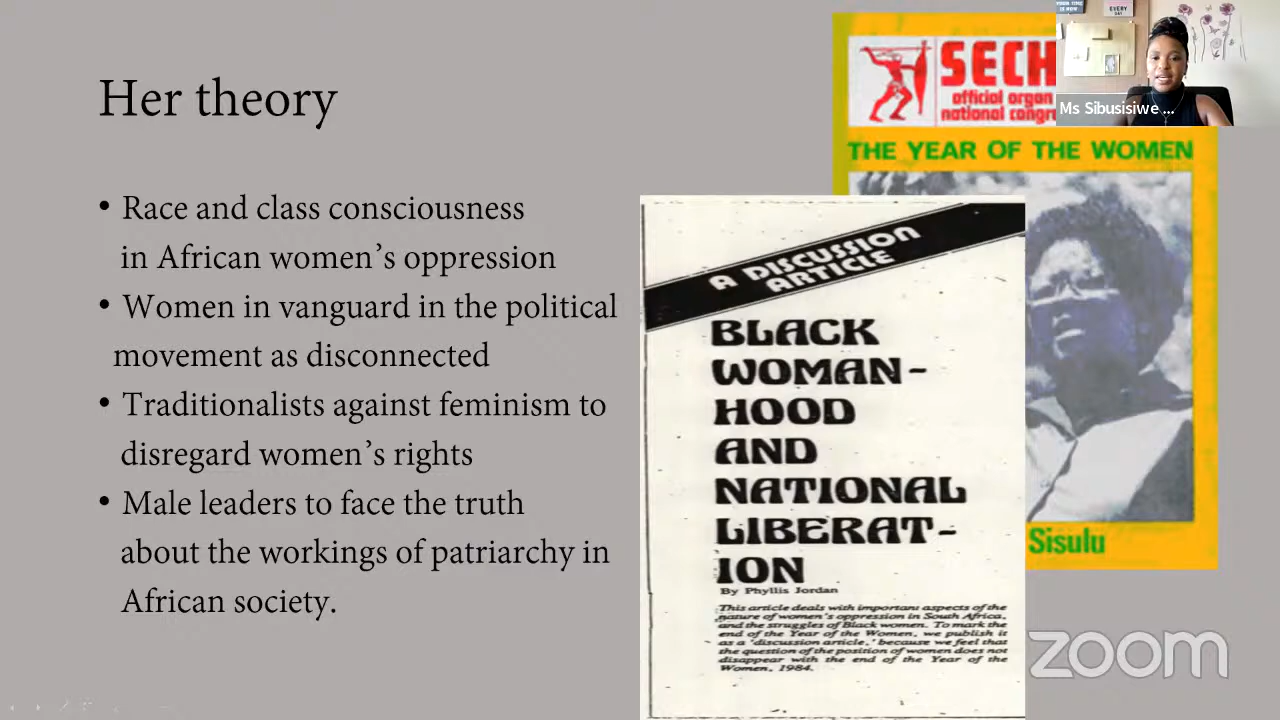 Her theory
• Race and class consciousness
in African women’s oppression
• Women in vanguard in the political
movement as disconnected
• Traditionalists against feminism to
disregard women’s rights
• Male leaders to face the truth
about the workings of patriarchy in
African society.
SECH
official organ
national congr
THE YEAR OF THE WOMEN
Sisulu
A DISCUSSION
ARTICLE
BLACK
WOMAN-
HOOD
AND
NATIONAL
LIBERAT-
ION
By Phyllis Jordan
This article deals with important aspects of the
nature of women's oppression in South Africa,
and the struggles of Black women. To mark the
end of the Year of the Women, we publish it
as a 'discussion article,' because we feel that
the question of the position of women does not
disappear with the end of the Year of the
Women, 1984.
EVERY
DAY
Ms Sibusisiwe ...
zoom